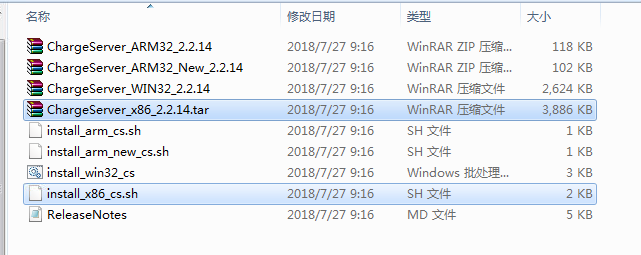 名称 修改日期 类型 大小
ChargeServer_ARM32_2.2.14 2018/7/27 9:16 WinRAR ZIP 压缩... 118 KB
ChargeServer_ARM32_New_2.2.14 2018/7/27 9:16 WinRAR ZIP 压缩... 102 KB
ChargeServer_WIN32_2.2.14 2018/7/27 9:16 WinRAR 压缩文件 2,624 KB
ChargeServer_x86_2.2.14.tar 2018/7/27 9:16 WinRAR 压缩文件 3,886 KB
install_arm_cs.sh 2018/7/27 9:16 SH 文件 1 KB
install_arm_new_cs.sh 2018/7/27 9:16 SH 文件 1 KB
install_win32_cs 2018/7/27 9:16 Windows 批处理... 3 KB
install_x86_cs.sh 2018/7/27 9:16 SH 文件 2 KB
ReleaseNotes 2018/7/27 9:16 MD 文件 5 KB